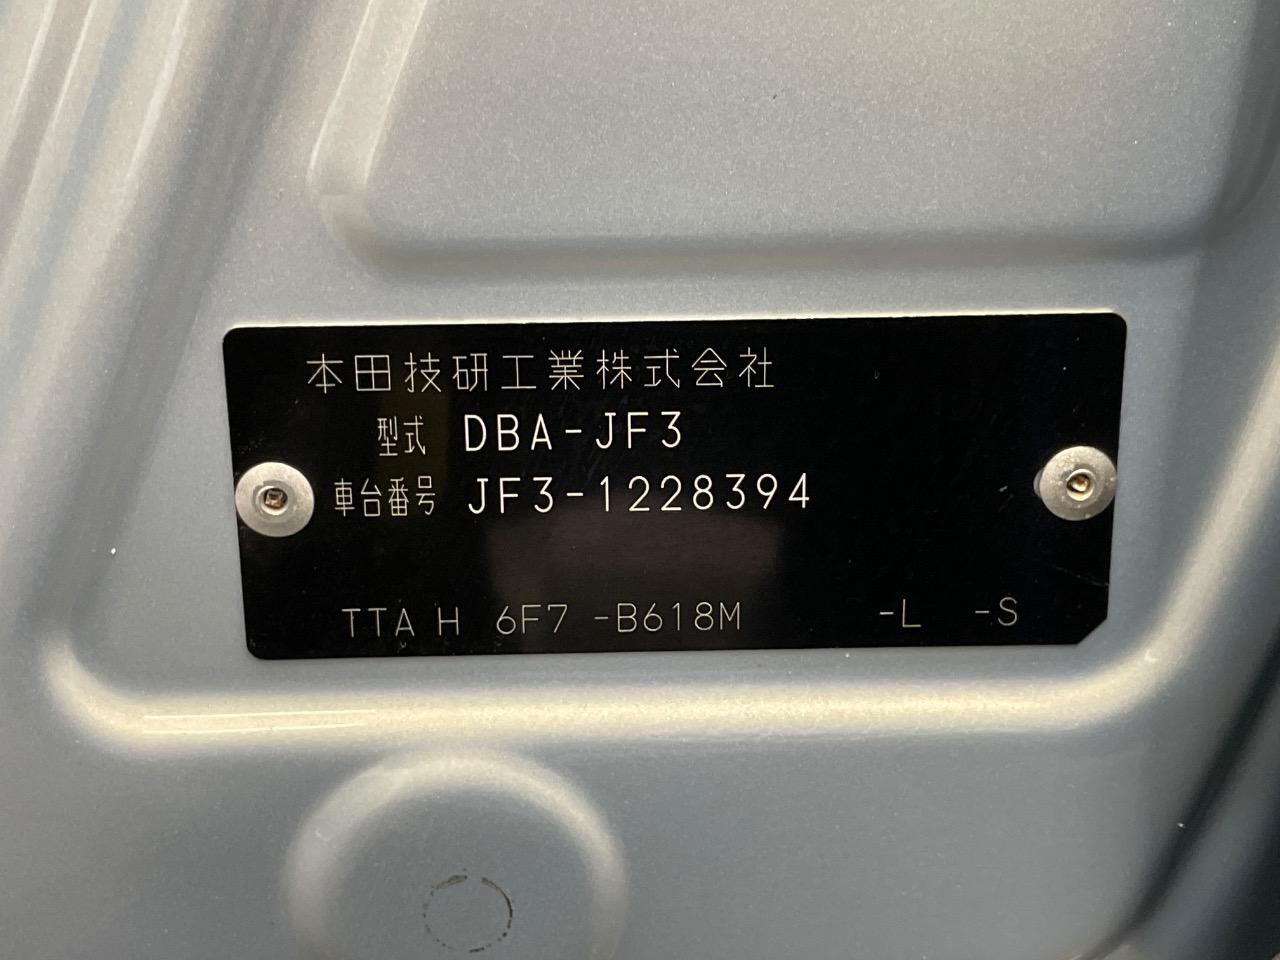 本田技研工業株式会社
型式 DBA-JF3
車台番号 JF3-1228394
TTA H 6F7 -B618M -L -S